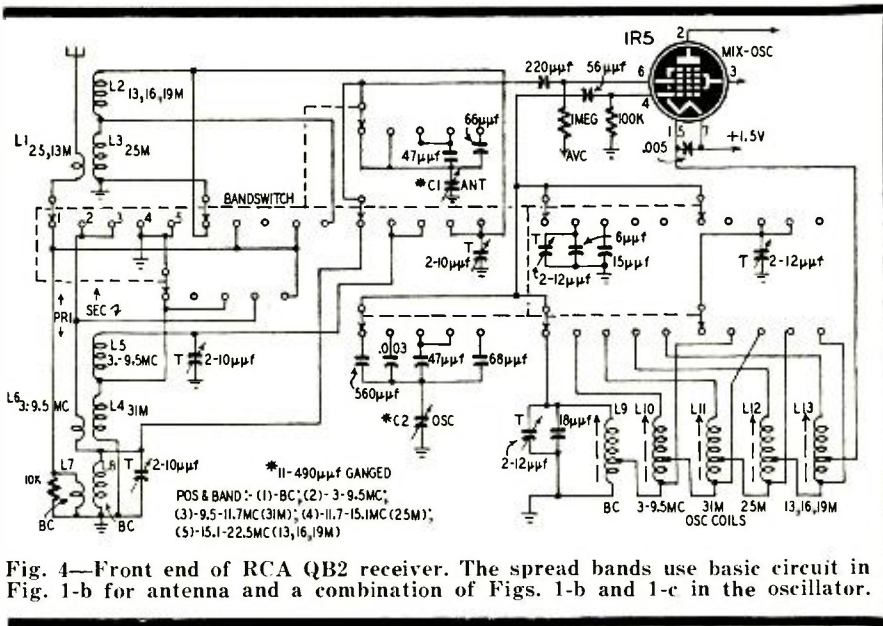 IR5
MIX-OSC
2
6
3
4
1
5
7
220μμf
56μμf
1MEG
100K
AVC
.005
+1.5V
L2
13,16,19M
L1
25,13M
L3
25M
66μμf
47μμf
*C1
ANT
BANDSWITCH
1
2
3
4
5
T
2-10μμf
T
2-12μμf
6μμf
15μμf
T
2-12μμf
PRI
SEC
L5
3.-9.5MC
T
2-10μμf
560μμf
.003
47μμf
68μμf
*C2
OSC
L6
3-9.5MC
L4
31M
L7
10K
BC
L8
BC
T
2-10μμf
T
2-12μμf
18μμf
L9
L10
L11
L12
L13
BC
3-9.5MC
31M
25M
13,16,19M
OSC COILS
*11-490μμf GANGED
POS & BAND:-(1)-BC;(2)-3-9.5MC;
(3)-9.5-11.7MC(31M);(4)-11.7-15.1MC(25M);
(5)-15.1-22.5MC(13,16,19M)
Fig. 4—Front end of RCA QB2 receiver. The spread bands use basic circuit in
Fig. 1-b for antenna and a combination of Figs. 1-b and 1-c in the oscillator.